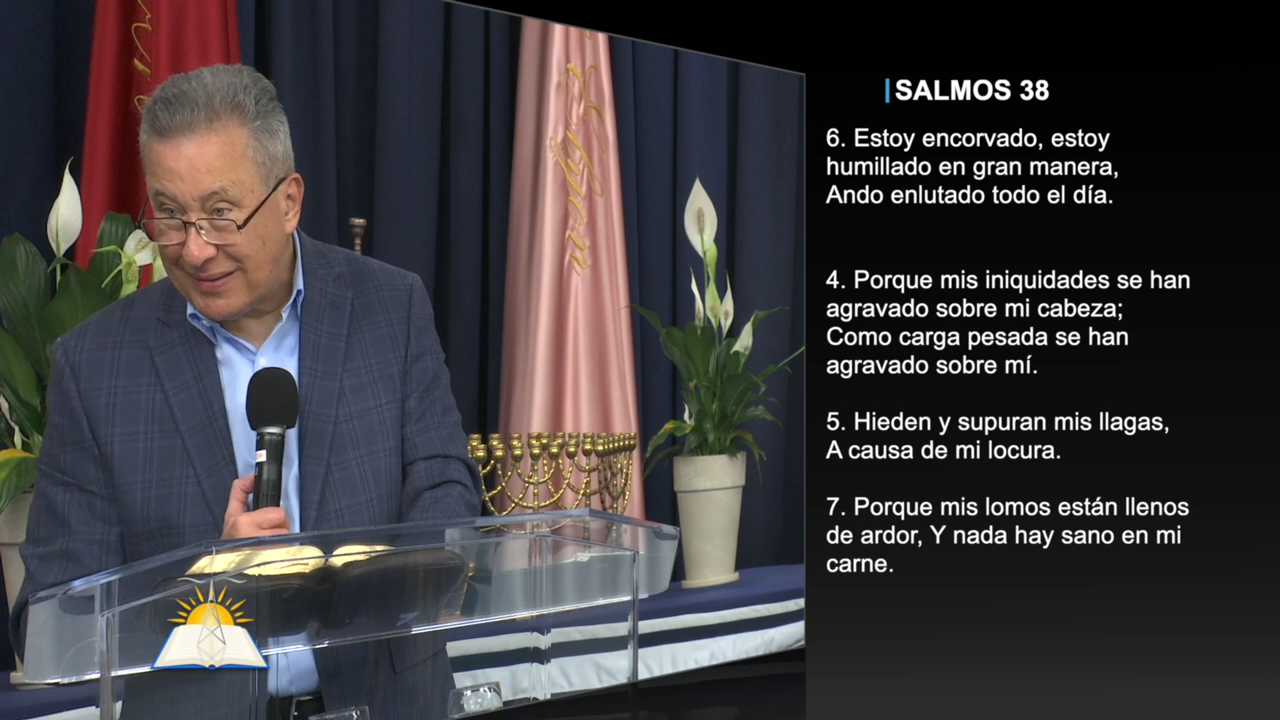 SALMOS 38
6. Estoy encorvado, estoy
humillado en gran manera,
Ando enlutado todo el día.
4. Porque mis iniquidades se han
agravado sobre mi cabeza;
Como carga pesada se han
agravado sobre mí.
5. Hieden y supuran mis llagas,
A causa de mi locura.
7. Porque mis lomos están llenos
de ardor, Y nada hay sano en mi
carne.